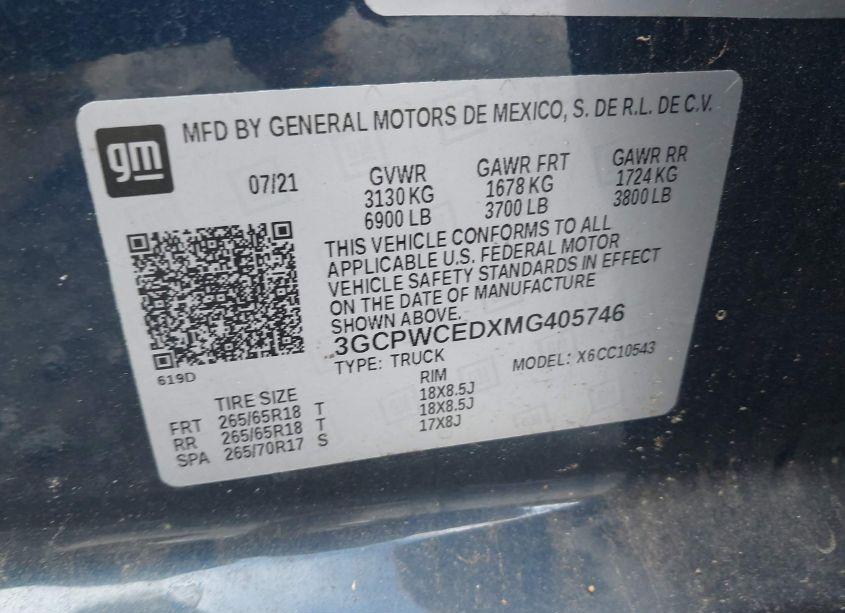 gm
MFD BY GENERAL MOTORS DE MEXICO, S. DE R.L. DE C.V.
07/21
GVWR GAWR FRT GAWR RR
3130 KG 1678 KG 1724 KG
6900 LB 3700 LB 3800 LB
THIS VEHICLE CONFORMS TO ALL
APPLICABLE U.S. FEDERAL MOTOR
VEHICLE SAFETY STANDARDS IN EFFECT
ON THE DATE OF MANUFACTURE
SHOWN ABOVE.
3GCPWCEDXMG405746
TYPE: TRUCK MODEL: X6CC10543
619D
TIRE SIZE RIM
FRT 265/65R18 T 18X8.5J
RR 265/65R18 T 18X8.5J
SPA 265/70R17 S 17X8J